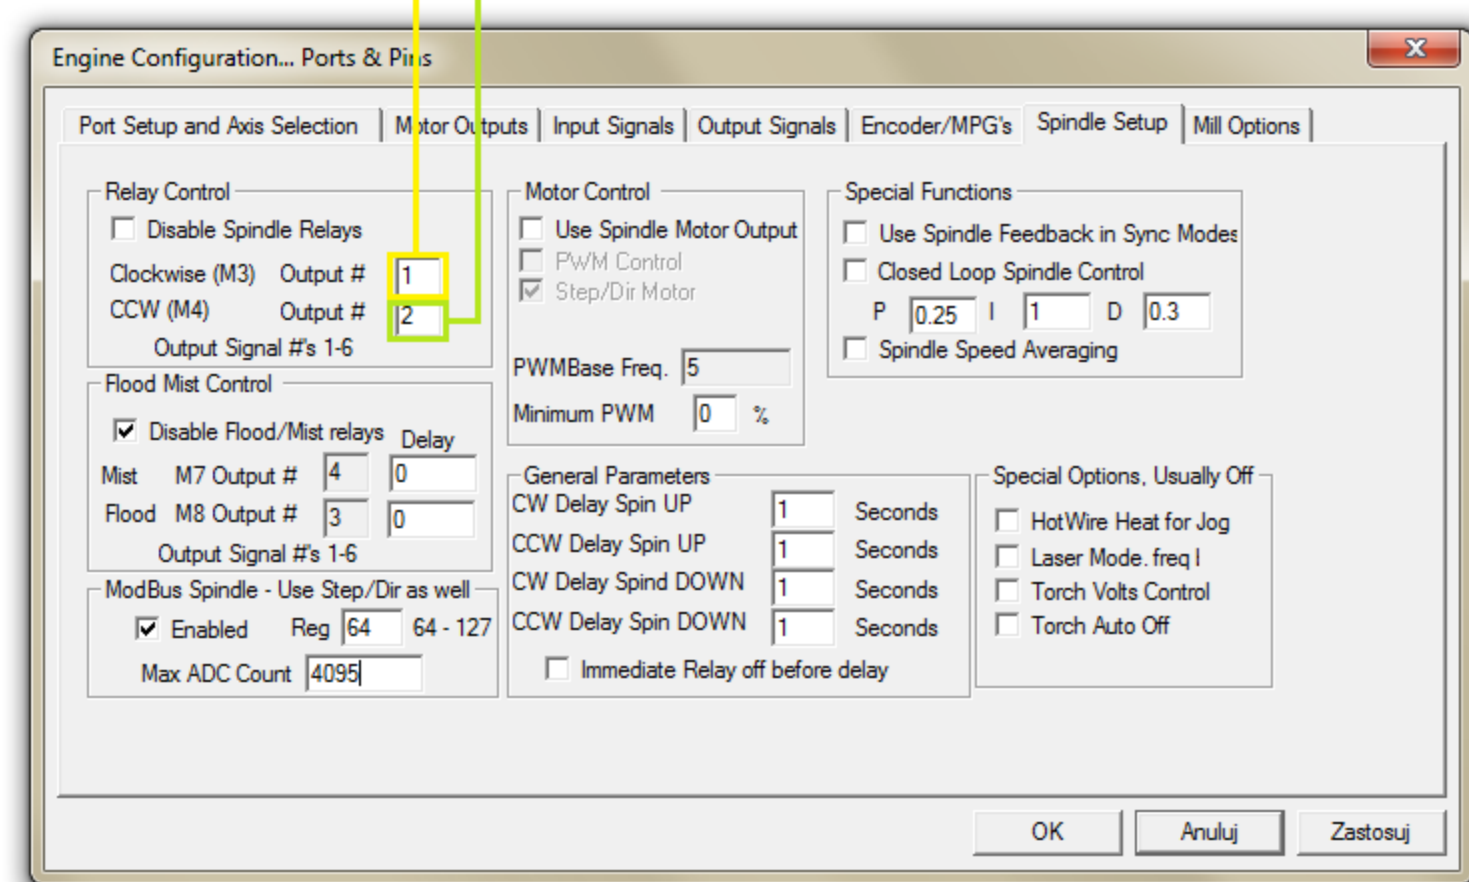 Engine Configuration... Ports & Pins
Port Setup and Axis Selection
Motor Outputs
Input Signals
Output Signals
Encoder/MPG's
Spindle Setup
Mill Options
Relay Control
Disable Spindle Relays
Clockwise (M3) Output # 1
CCW (M4) Output # 2
Output Signal #'s 1-6
Flood Mist Control
Disable Flood/Mist relays Delay
Mist M7 Output # 4 0
Flood M8 Output # 3 0
Output Signal #'s 1-6
ModBus Spindle - Use Step/Dir as well
Enabled Reg 64 64 - 127
Max ADC Count 4095
Motor Control
Use Spindle Motor Output
PWM Control
Step/Dir Motor
PWMBase Freq. 5
Minimum PWM 0 %
Special Functions
Use Spindle Feedback in Sync Modes
Closed Loop Spindle Control
P 0.25 I 1 D 0.3
Spindle Speed Averaging
General Parameters
CW Delay Spin UP 1 Seconds
CCW Delay Spin UP 1 Seconds
CW Delay Spind DOWN 1 Seconds
CCW Delay Spin DOWN 1 Seconds
Immediate Relay off before delay
Special Options, Usually Off
HotWire Heat for Jog
Laser Mode. freq I
Torch Volts Control
Torch Auto Off
OK
Anuluj
Zastosuj